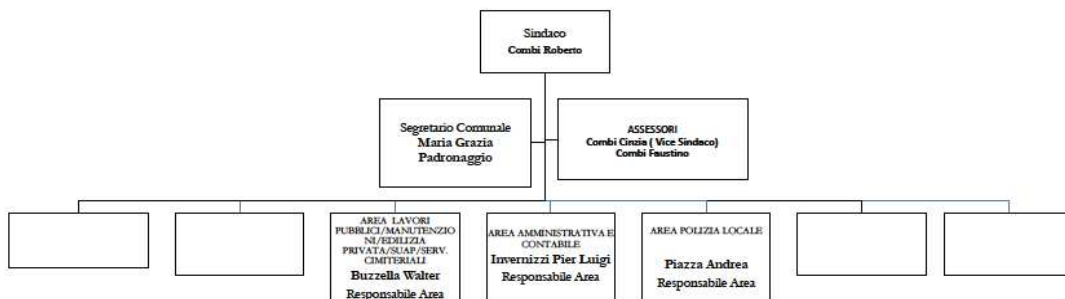 Sindaco
Combi Roberto
Segretario Comunale
Maria Grazia
Padronaggio
ASSESSORI
Combi Cinzia ( Vice Sindaco)
Combi Faustino
AREA LAVORI
PUBBLICI/MANUTENZIO
NI/EDILIZIA
PRIVATA/SUAP/SERV.
CIMITERIALI
Buzzella Walter
Responsabile Area
AREA AMMINISTRATIVA E
CONTABILE
Invernizzi Pier Luigi
Responsabile Area
AREA POLIZIA LOCALE
Piazza Andrea
Responsabile Area